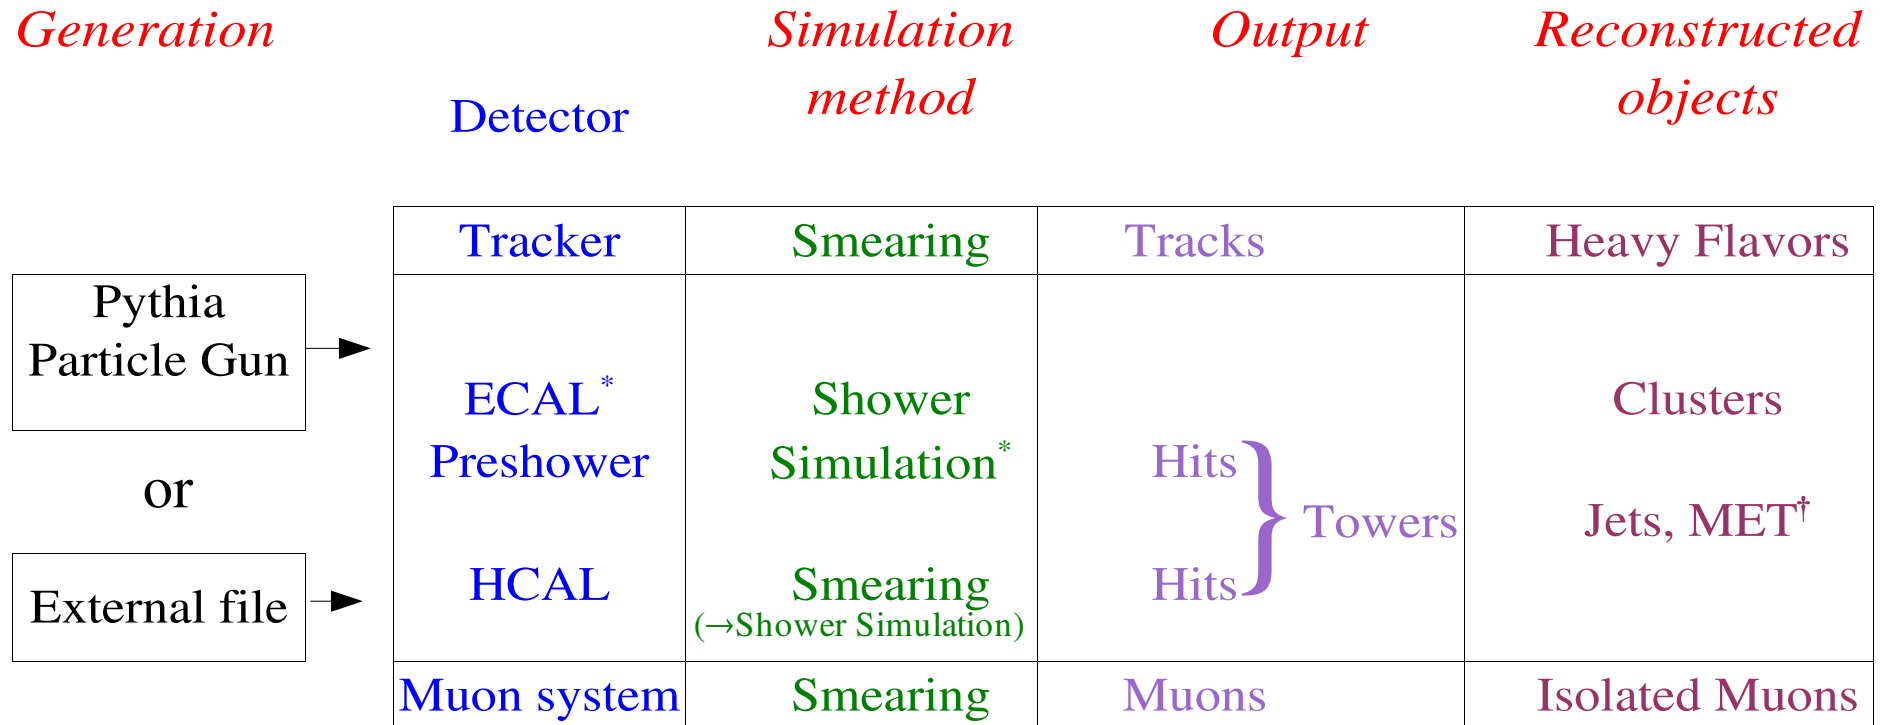 Generation
Simulation
method
Output
Reconstructed
objects
Detector
Tracker
Smearing
Tracks
Heavy Flavors
Pythia
Particle Gun
or
External file
ECAL*
Preshower
Shower
Simulation*
Hits
Clusters
HCAL
Smearing
(→Shower Simulation)
Hits
} Towers
Jets, MET†
Muon system
Smearing
Muons
Isolated Muons